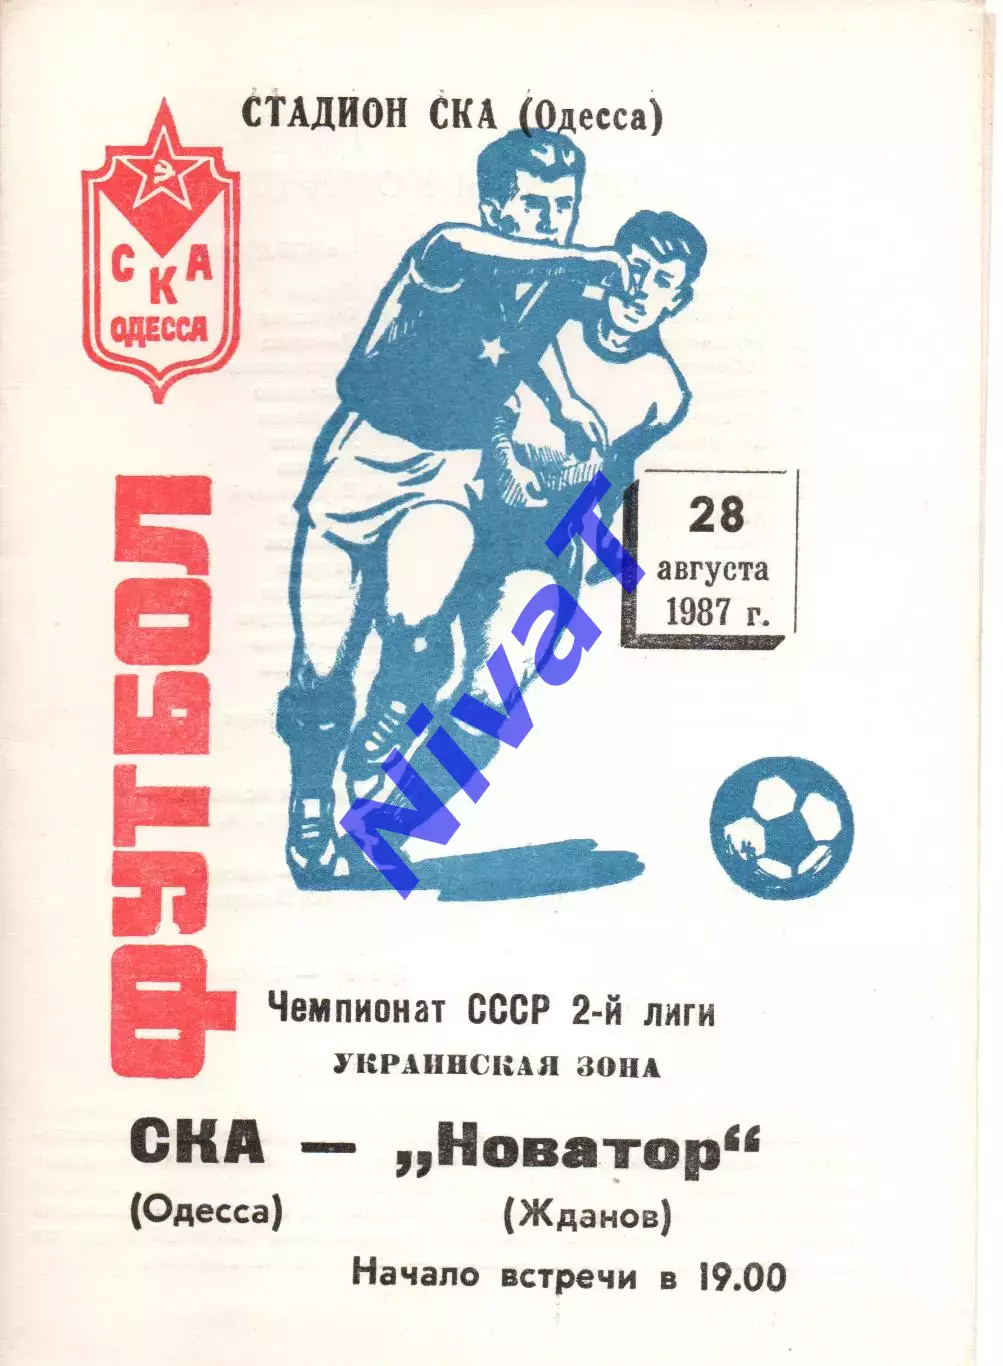 СТАДИОН СКА (Одесса)
СКА
ОДЕССА
ФУТБОЛ
28
августа
1987 г.
NivaT
Чемпионат СССР 2-й лиги
УКРАИНСКАЯ ЗОНА
СКА — „Новатор“
(Одесса) (Жданов)
Начало встречи в 19.00